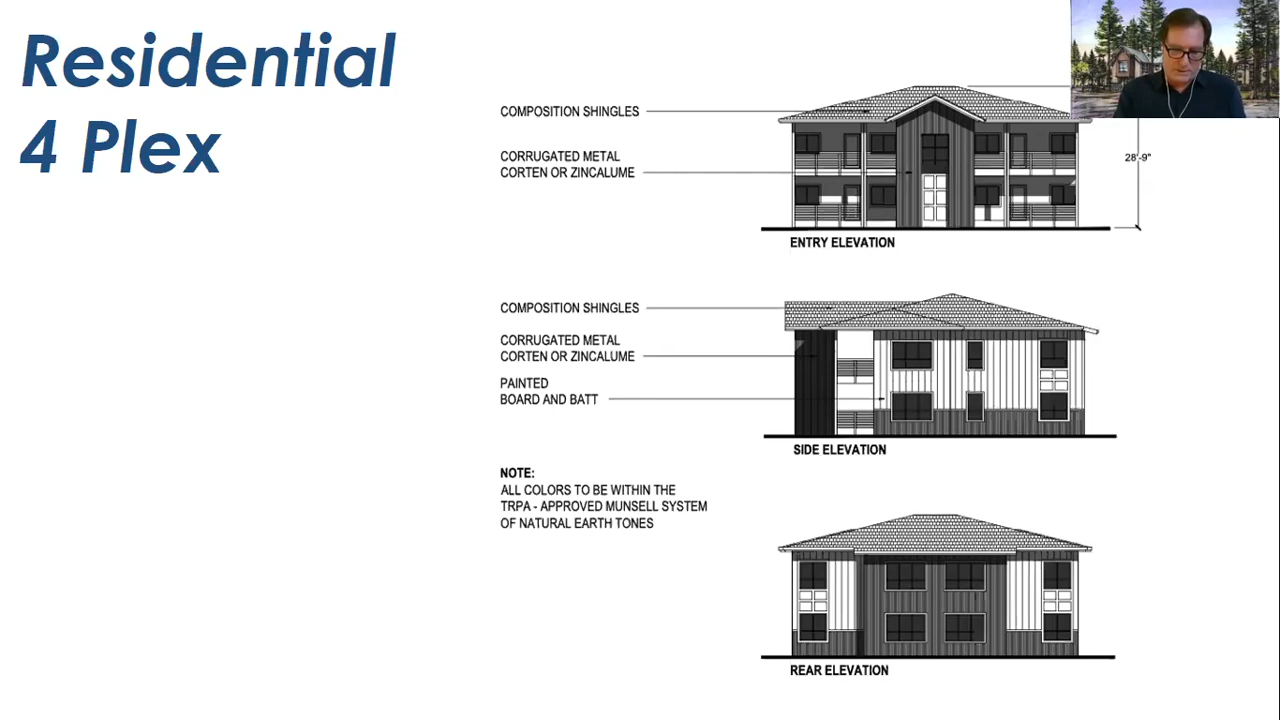 Residential
4 Plex
COMPOSITION SHINGLES
CORRUGATED METAL
CORTEN OR ZINCALUME
28'-9"
ENTRY ELEVATION
COMPOSITION SHINGLES
CORRUGATED METAL
CORTEN OR ZINCALUME
PAINTED
BOARD AND BATT
SIDE ELEVATION
NOTE:
ALL COLORS TO BE WITHIN THE
TRPA - APPROVED MUNSELL SYSTEM
OF NATURAL EARTH TONES
REAR ELEVATION